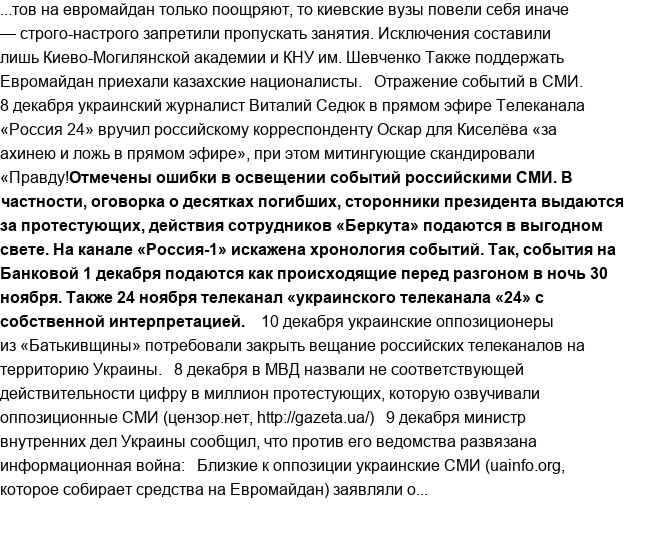 ...тов на евромайдан только поощряют, то киевские вузы повели себя иначе
— строго-настрого запретили пропускать занятия. Исключения составили
лишь Киево-Могилянской академии и КНУ им. Шевченко Также поддержать
Евромайдан приехали казахские националисты.   Отражение событий в СМИ.
8 декабря украинский журналист Виталий Седюк в прямом эфире Телеканала
«Россия 24» вручил российскому корреспонденту Оскар для Киселёва «за
ахинею и ложь в прямом эфире», при этом митингующие скандировали
«Правду!Отмечены ошибки в освещении событий российскими СМИ. В
частности, оговорка о десятках погибших, сторонники президента выдаются
за протестующих, действия сотрудников «Беркута» подаются в выгодном
свете. На канале «Россия-1» искажена хронология событий. Так, события на
Банковой 1 декабря подаются как происходящие перед разгоном в ночь 30
ноября. Также 24 ноября телеканал «украинского телеканала «24» с
собственной интерпретацией.   10 декабря украинские оппозиционеры
из «Батькивщины» потребовали закрыть вещание российских телеканалов на
территорию Украины.   8 декабря в МВД назвали не соответствующей
действительности цифру в миллион протестующих, которую озвучивали
оппозиционные СМИ (цензор.нет, http://gazeta.ua/)   9 декабря министр
внутренних дел Украины сообщил, что против его ведомства развязана
информационная война:   Близкие к оппозиции украинские СМИ (uainfo.org,
которое собирает средства на Евромайдан) заявляли о...